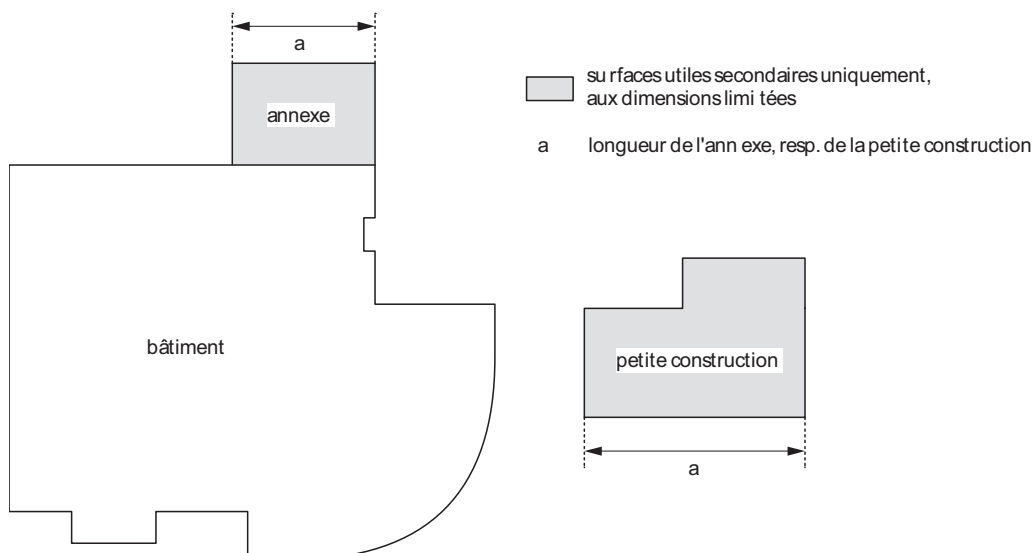 a
annexe
surfaces utiles secondaires uniquement,
aux dimensions limitées
a longueur de l'annexe, resp. de la petite construction
bâtiment
petite construction
a